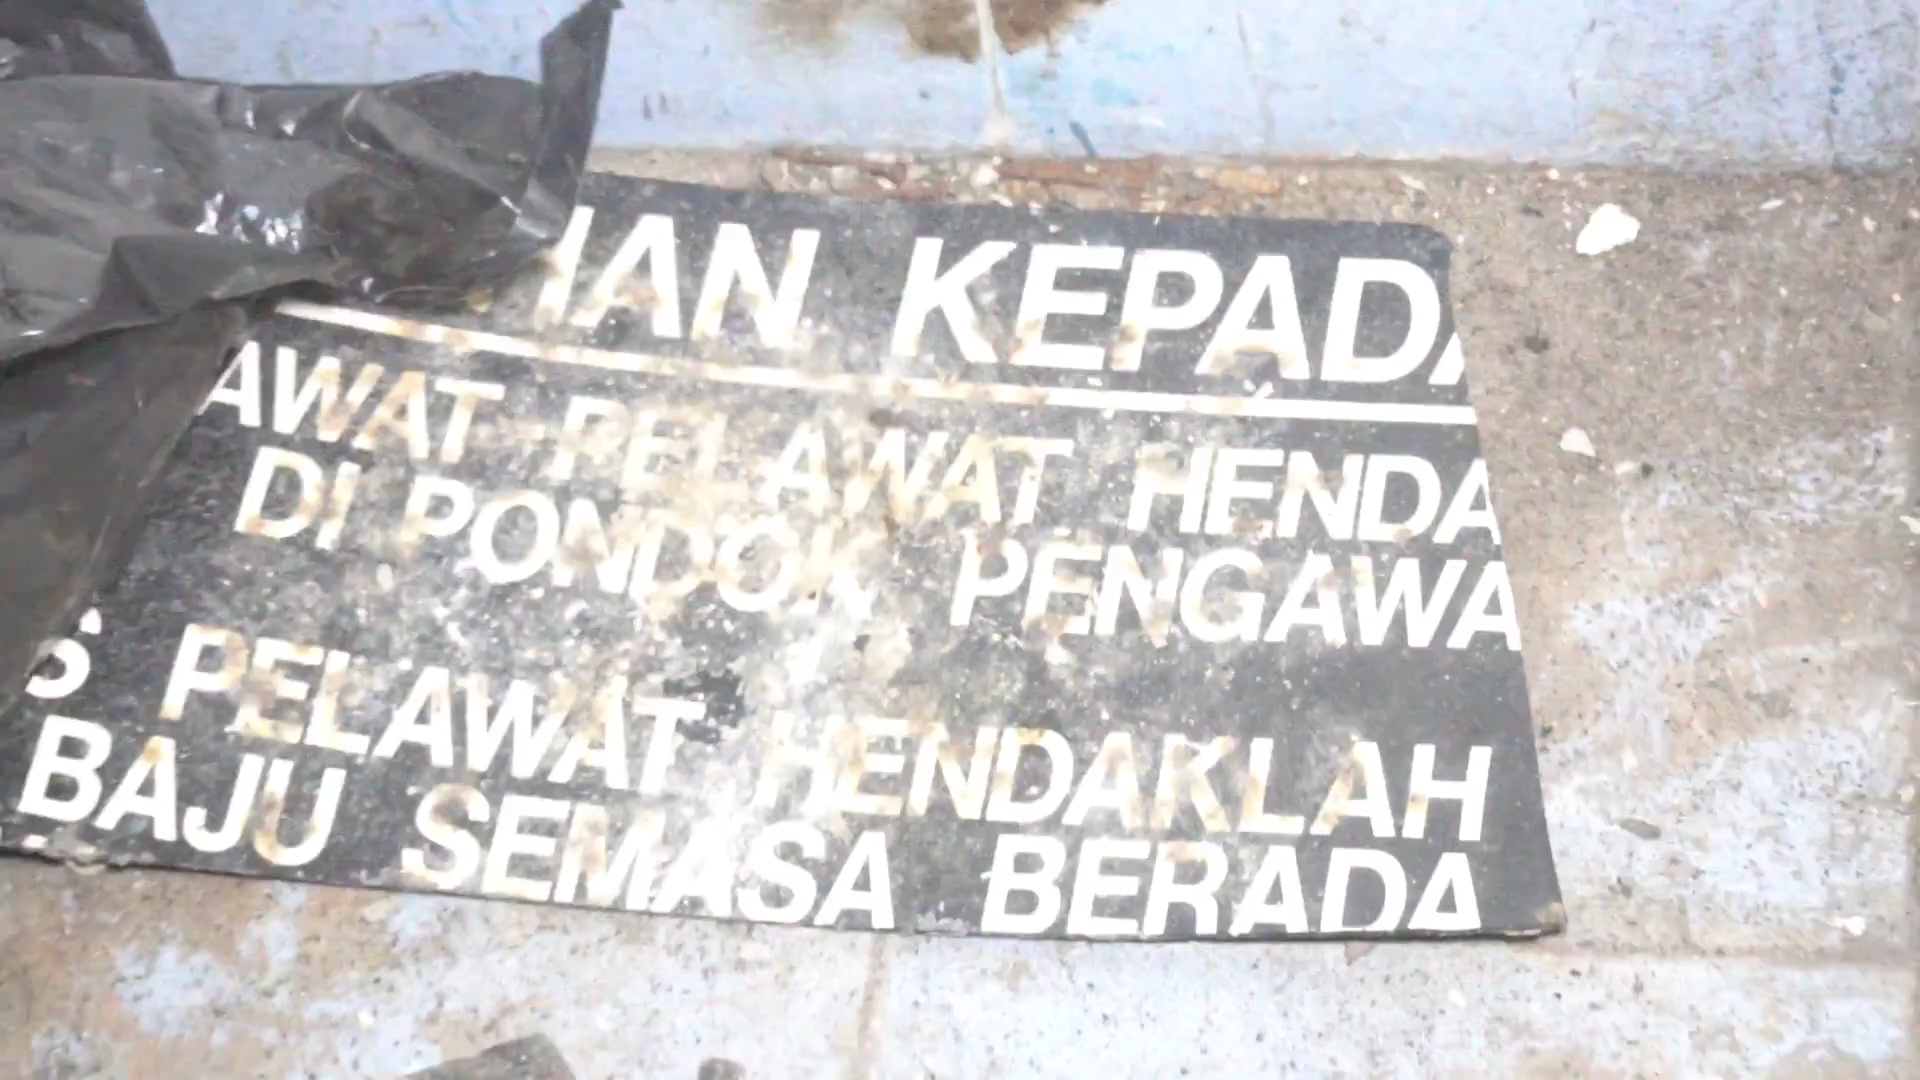 IAN KEPADA
AWAT-PELAWAT HENDA
DI PONDOK PENGAWA
S PELAWAT HENDAKLAH
BAJU SEMASA BERADA